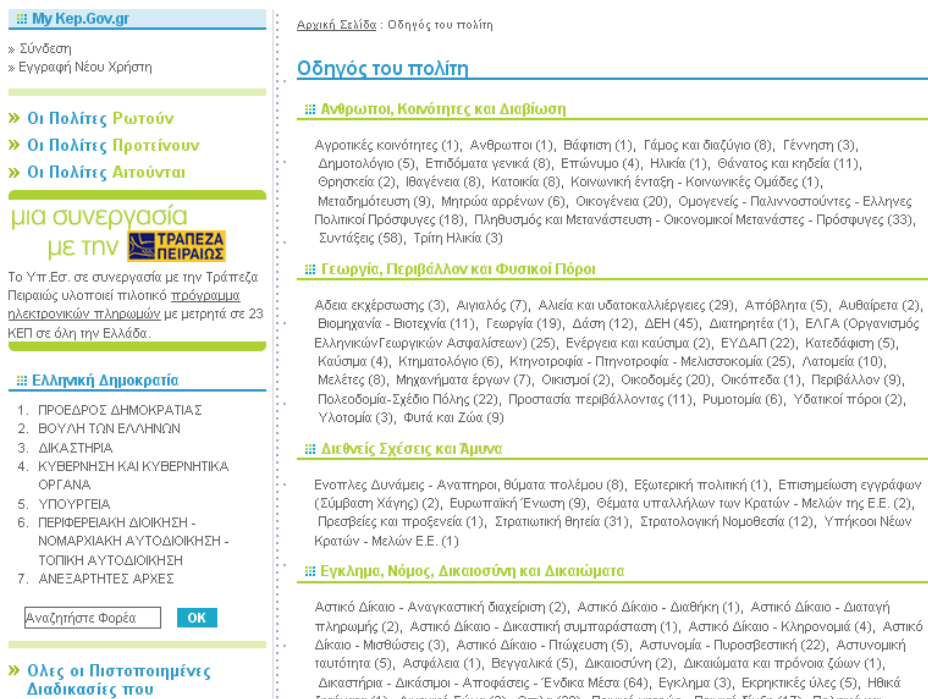 My Kep.Gov.gr
» Σύνδεση
» Εγγραφή Νέου Χρήστη
» Οι Πολίτες Ρωτούν
» Οι Πολίτες Προτείνουν
» Οι Πολίτες Αιτούνται
μια συνεργασία
με την ΤΡΑΠΕΖΑ ΠΕΙΡΑΙΩΣ
Το Υπ.Εσ. σε συνεργασία με την Τράπεζα
Πειραιώς υλοποιεί πιλοτικό πρόγραμμα
ηλεκτρονικών πληρωμών με μετρητά σε 23
ΚΕΠ σε όλη την Ελλάδα.
Ελληνική Δημοκρατία
1. ΠΡΟΕΔΡΟΣ ΔΗΜΟΚΡΑΤΙΑΣ
2. ΒΟΥΛΗ ΤΩΝ ΕΛΛΗΝΩΝ
3. ΔΙΚΑΣΤΗΡΙΑ
4. ΚΥΒΕΡΝΗΣΗ ΚΑΙ ΚΥΒΕΡΝΗΤΙΚΑ
ΟΡΓΑΝΑ
5. ΥΠΟΥΡΓΕΙΑ
6. ΠΕΡΙΦΕΡΕΙΑΚΗ ΔΙΟΙΚΗΣΗ -
ΝΟΜΑΡΧΙΑΚΗ ΑΥΤΟΔΙΟΙΚΗΣΗ -
ΤΟΠΙΚΗ ΑΥΤΟΔΙΟΙΚΗΣΗ
7. ΑΝΕΞΑΡΤΗΤΕΣ ΑΡΧΕΣ
Αναζητήστε Φορέα OK
» Ολες οι Πιστοποιημένες
Διαδικασίες που
Αρχική Σελίδα : Οδηγός του πολίτη
Οδηγός του πολίτη
Ανθρωποι, Κοινότητες και Διαβίωση
Αγροτικές κοινότητες (1), Ανθρωποι (1), Βάφτιση (1), Γάμος και διαζύγιο (8), Γέννηση (3),
Δημοτολόγιο (5), Επιδόματα γενικά (8), Επώνυμο (4), Ηλικία (1), Θάνατος και κηδεία (11),
Θρησκεία (2), Ιθαγένεια (8), Κατοικία (8), Κοινωνική ένταξη - Κοινωνικές Ομάδες (1),
Μεταδημότευση (9), Μητρώα αρρένων (6), Οικογένεια (20), Ομογενείς - Παλιννοστούντες - Ελληνες
Πολιτικοί Πρόσφυγες (18), Πληθυσμός και Μετανάστευση - Οικονομικοί Μετανάστες - Πρόσφυγες (33),
Συντάξεις (58), Τρίτη Ηλικία (3)
Γεωργία, Περιβάλλον και Φυσικοί Πόροι
Αδεια εκχέρσωσης (3), Αιγιαλός (7), Αλιεία και υδατοκαλλιέργειες (29), Απόβλητα (5), Αυθαίρετα (2),
Βιομηχανία - Βιοτεχνία (11), Γεωργία (19), Δάση (12), ΔΕΗ (45), Διατηρητέα (1), ΕΛΓΑ (Οργανισμός
Ελληνικών Γεωργικών Ασφαλίσεων) (25), Ενέργεια και καύσιμα (2), ΕΥΔΑΠ (22), Κατεδάφιση (5),
Καύσιμα (4), Κτηματολόγιο (6), Κτηνοτροφία - Πτηνοτροφία - Μελισσοκομία (25), Λατομεία (10),
Μελέτες (8), Μηχανήματα έργων (7), Οικισμοί (2), Οικοδομές (20), Οικόπεδα (1), Περιβάλλον (9),
Πολεοδομία-Σχέδιο Πόλης (22), Προστασία περιβάλλοντας (11), Ρυμοτομία (6), Υδατικοί πόροι (2),
Υλοτομία (3), Φυτά και Ζώα (9)
Διεθνείς Σχέσεις και Άμυνα
Ενοπλες Δυνάμεις - Αναπηροι, θύματα πολέμου (8), Εξωτερική πολιτική (1), Επισημείωση εγγράφων
(Σύμβαση Χάγης) (2), Ευρωπαϊκή Ένωση (9), Θέματα υπαλλήλων των Κρατών - Μελών της Ε.Ε. (2),
Πρεσβείες και προξενεία (1), Στρατιωτική θητεία (31), Στρατολογική Νομοθεσία (12), Υπήκοοι Νέων
Κρατών - Μελών Ε.Ε. (1)
Εγκλημα, Νόμος, Δικαιοσύνη και Δικαιώματα
Αστικό Δίκαιο - Αναγκαστική διαχείριση (2), Αστικό Δίκαιο - Διαθήκη (1), Αστικό Δίκαιο - Διαταγή
πληρωμής (2), Αστικό Δίκαιο - Δικαστική συμπαράσταση (1), Αστικό Δίκαιο - Κληρονομιά (4), Αστικό
Δίκαιο - Μισθώσεις (3), Αστικό Δίκαιο - Πτώχευση (5), Αστυνομία - Πυροσβεστική (22), Αστυνομική
ταυτότητα (5), Ασφάλεια (1), Βεγγαλικά (5), Δικαιοσύνη (2), Δικαιώματα και πρόνοια ζώων (1),
Δικαστήρια - Δικάσιμοι - Αποφάσεις - Ένδικα Μέσα (64), Εγκλημα (3), Εκρηκτικές ύλες (5), Ηθικά